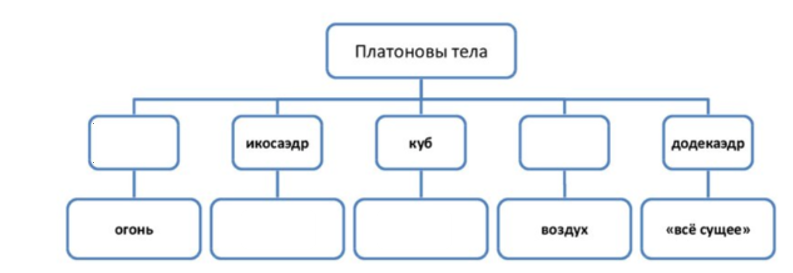 Платоновы тела
икосаэдр
куб
додекаэдр
огонь
воздух
«всё сущее»